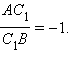 AC₁/C₁B = −1.